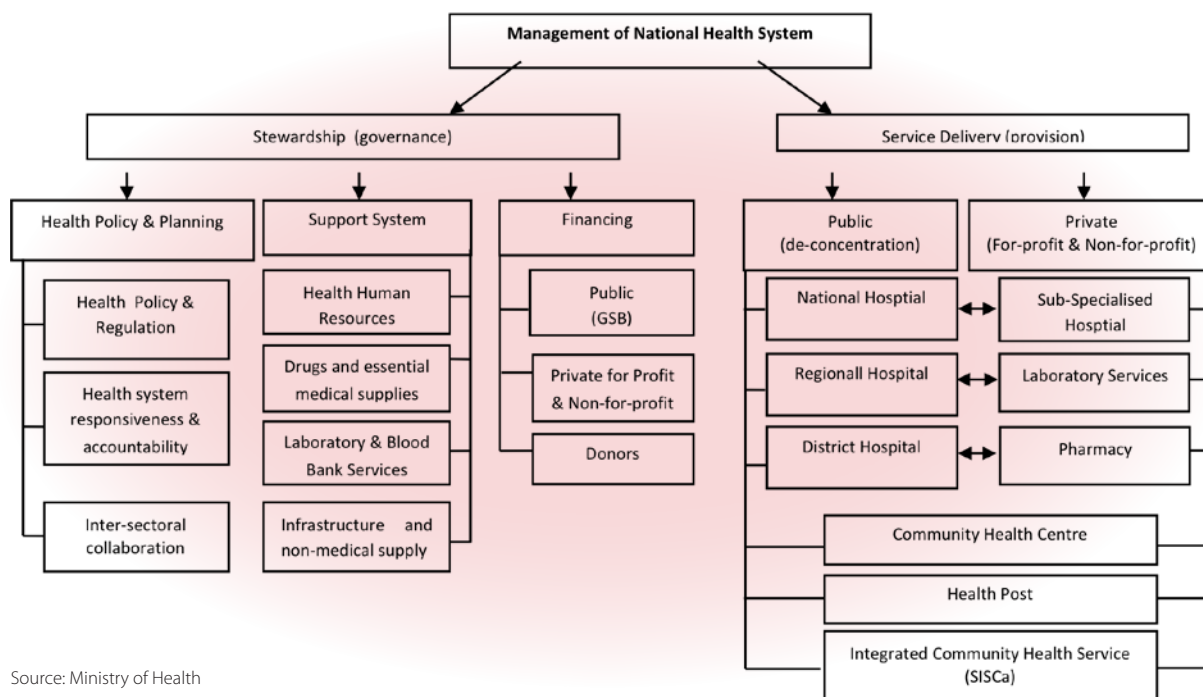 Management of National Health System
Stewardship (governance)
Service Delivery (provision)
Health Policy & Planning
Support System
Financing
Public
(de-concentration)
Private
(For-profit & Non-for-profit)
Health Policy &
Regulation
Health system
responsiveness &
accountability
Inter-sectoral
collaboration
Health Human
Resources
Drugs and essential
medical supplies
Laboratory & Blood
Bank Services
Infrastructure and
non-medical supply
Public
(GSB)
Private for Profit
& Non-for-profit
Donors
National Hosptial
Sub-Specialised
Hosptial
Regionall Hospital
Laboratory Services
District Hospital
Pharmacy
Community Health Centre
Health Post
Integrated Community Health Service
(SISCa)
Source: Ministry of Health